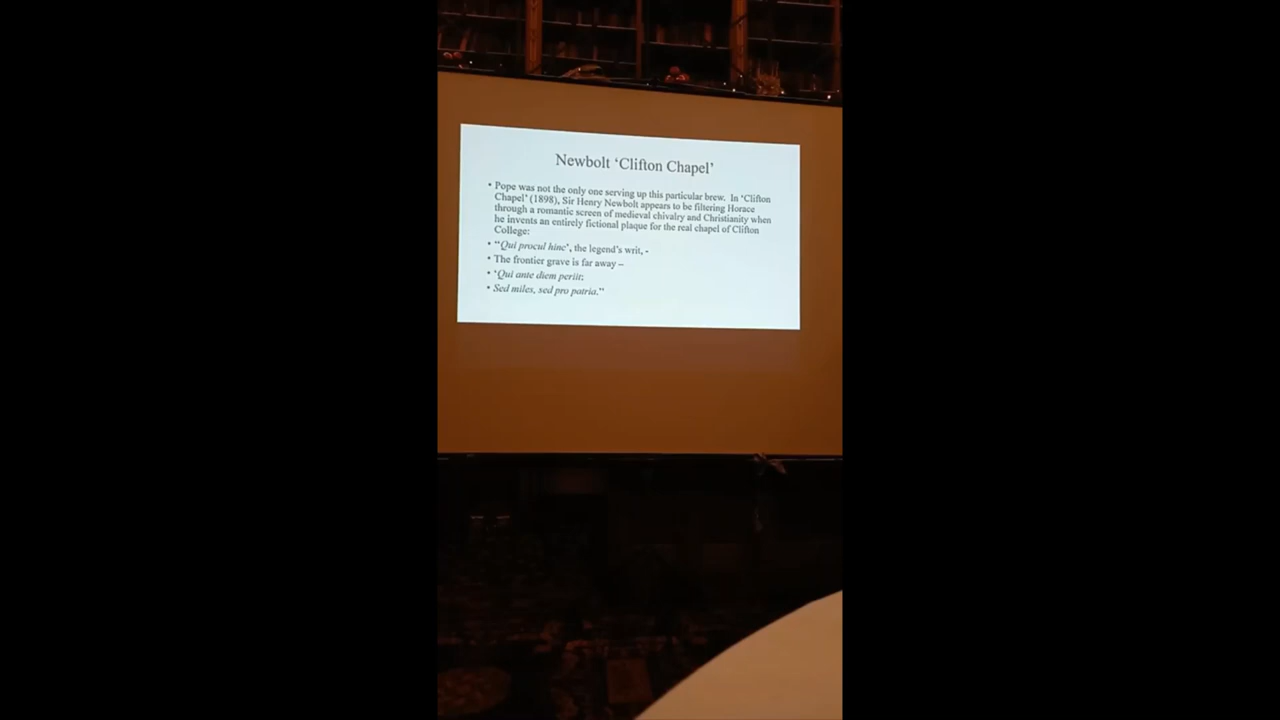 Newbolt ‘Clifton Chapel’
• Pope was not the only one serving up this particular brew. In ‘Clifton
Chapel’ (1898), Sir Henry Newbolt appears to be filtering Horace
through a romantic screen of medieval chivalry and Christianity when
he invents an entirely fictional plaque for the real chapel of Clifton
College:
• “‘Qui procul hinc’, the legend’s writ, -
• The frontier grave is far away –
• ‘Qui ante diem periit:
• Sed miles, sed pro patria.”